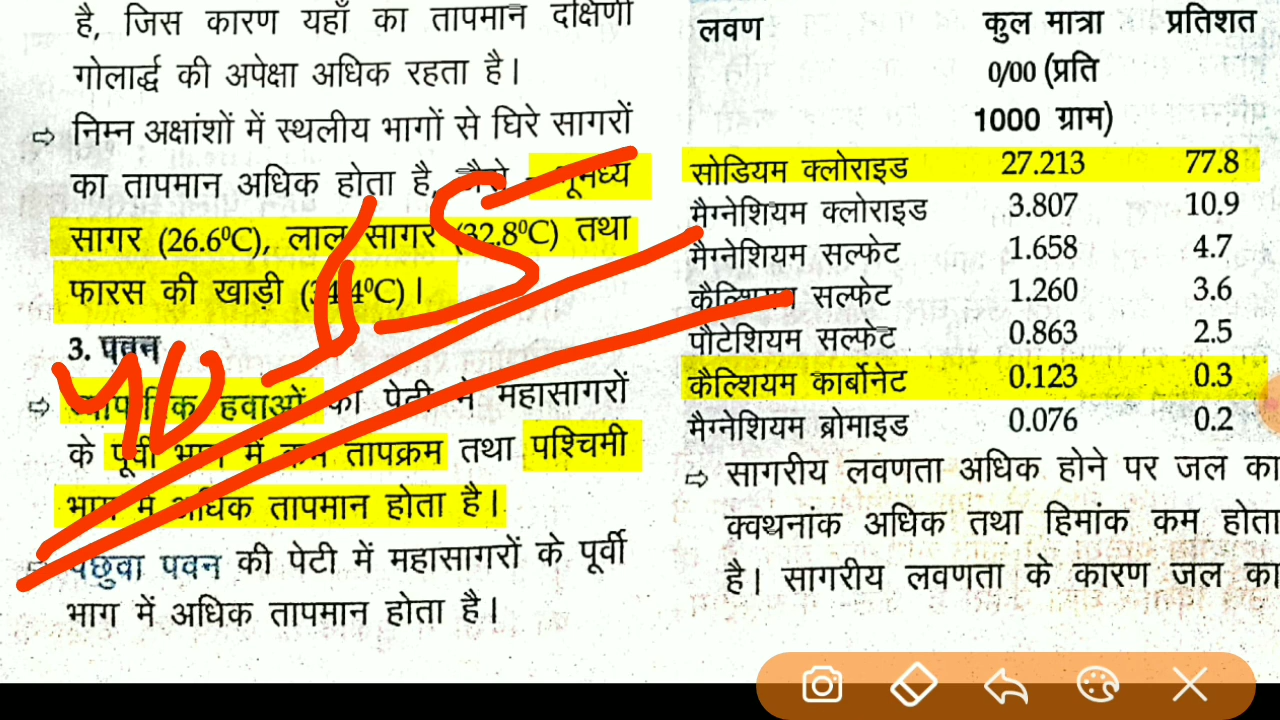 है, जिस कारण यहाँ का तापमान दक्षिणी
गोलार्द्ध की अपेक्षा अधिक रहता है।
⇨ निम्न अक्षांशों में स्थलीय भागों से घिरे सागरों
का तापमान अधिक होता है, जैसे - भूमध्य
सागर (26.6⁰C), लाल सागर (32.8⁰C) तथा
फारस की खाड़ी (34.4⁰C)।
3. पवन
⇨ व्यापारिक हवाओं की पेटी में महासागरों
के पूर्वी भाग में कम तापक्रम तथा पश्चिमी
भाग में अधिक तापमान होता है।
⇨ पछुवा पवन की पेटी में महासागरों के पूर्वी
भाग में अधिक तापमान होता है।
लवण कुल मात्रा प्रतिशत
0/00 (प्रति
1000 ग्राम)
सोडियम क्लोराइड 27.213 77.8
मैग्नेशियम क्लोराइड 3.807 10.9
मैग्नेशियम सल्फेट 1.658 4.7
कैल्शियम सल्फेट 1.260 3.6
पौटेशियम सल्फेट 0.863 2.5
कैल्शियम कार्बोनेट 0.123 0.3
मैग्नेशियम ब्रोमाइड 0.076 0.2
⇨ सागरीय लवणता अधिक होने पर जल का
क्वथनांक अधिक तथा हिमांक कम होता
है। सागरीय लवणता के कारण जल का